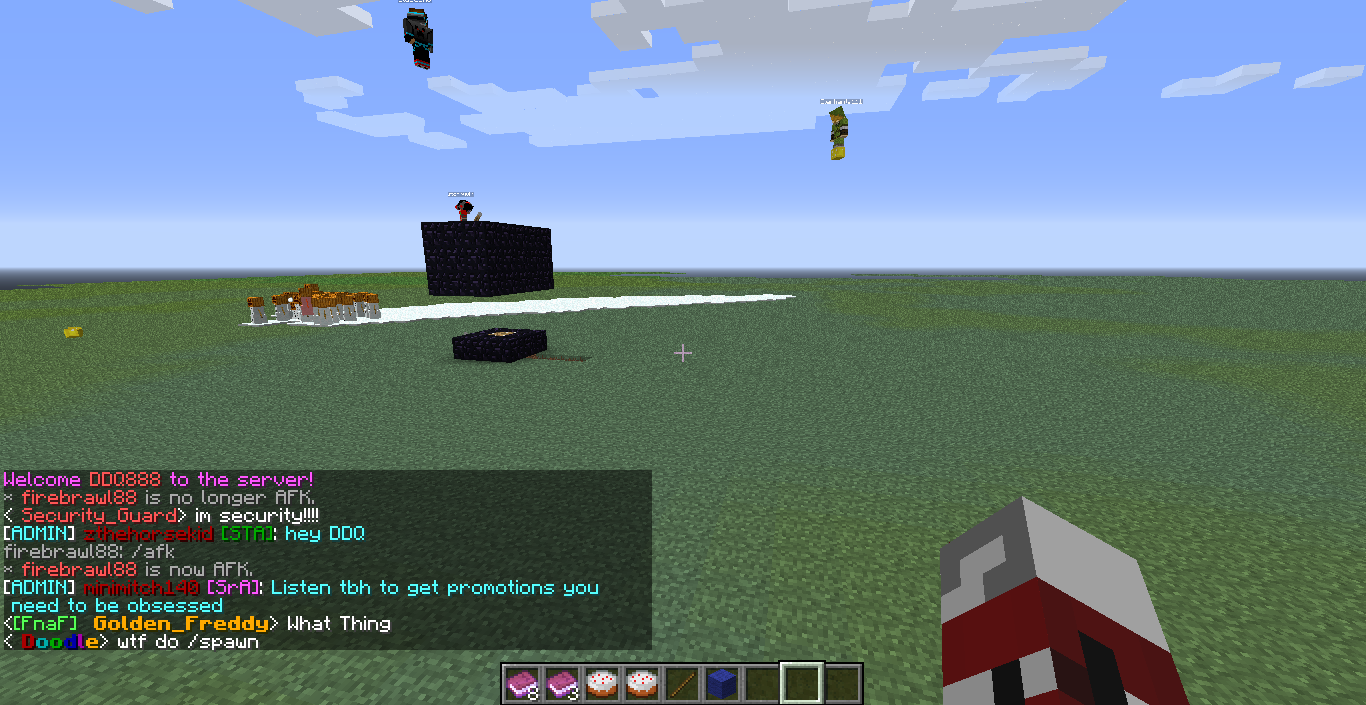 Welcome DDQ888 to the server!
× firebrawl88 is no longer AFK.
< Security_Guard> im security!!!!
[ADMIN] zthehorsekid [STA]: hey DDQ
firebrawl88: /afk
× firebrawl88 is now AFK.
[ADMIN] minimitch140 [SrA]: Listen tbh to get promotions you
need to be obsessed
<[FnaF] Golden_Freddy> What Thing
< Doodle> wtf do /spawn
8 3